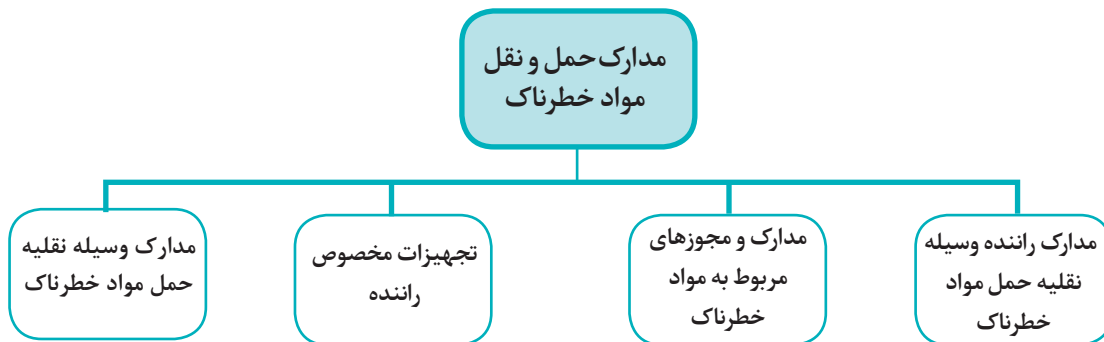 مدارک حمل و نقل
مواد خطرناک
مدارک راننده وسیله
نقلیه حمل مواد
خطرناک
مدارک و مجوزهای
مربوط به مواد
خطرناک
تجهیزات مخصوص
راننده
مدارک وسیله نقلیه
حمل مواد خطرناک